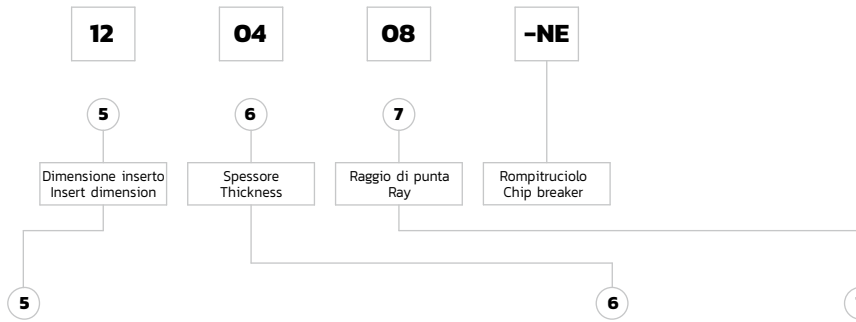 12 04 08 -NE
5 6 7
Dimensione inserto
Insert dimension
Spessore
Thickness
Raggio di punta
Ray
Rompitruciolo
Chip breaker
5 6